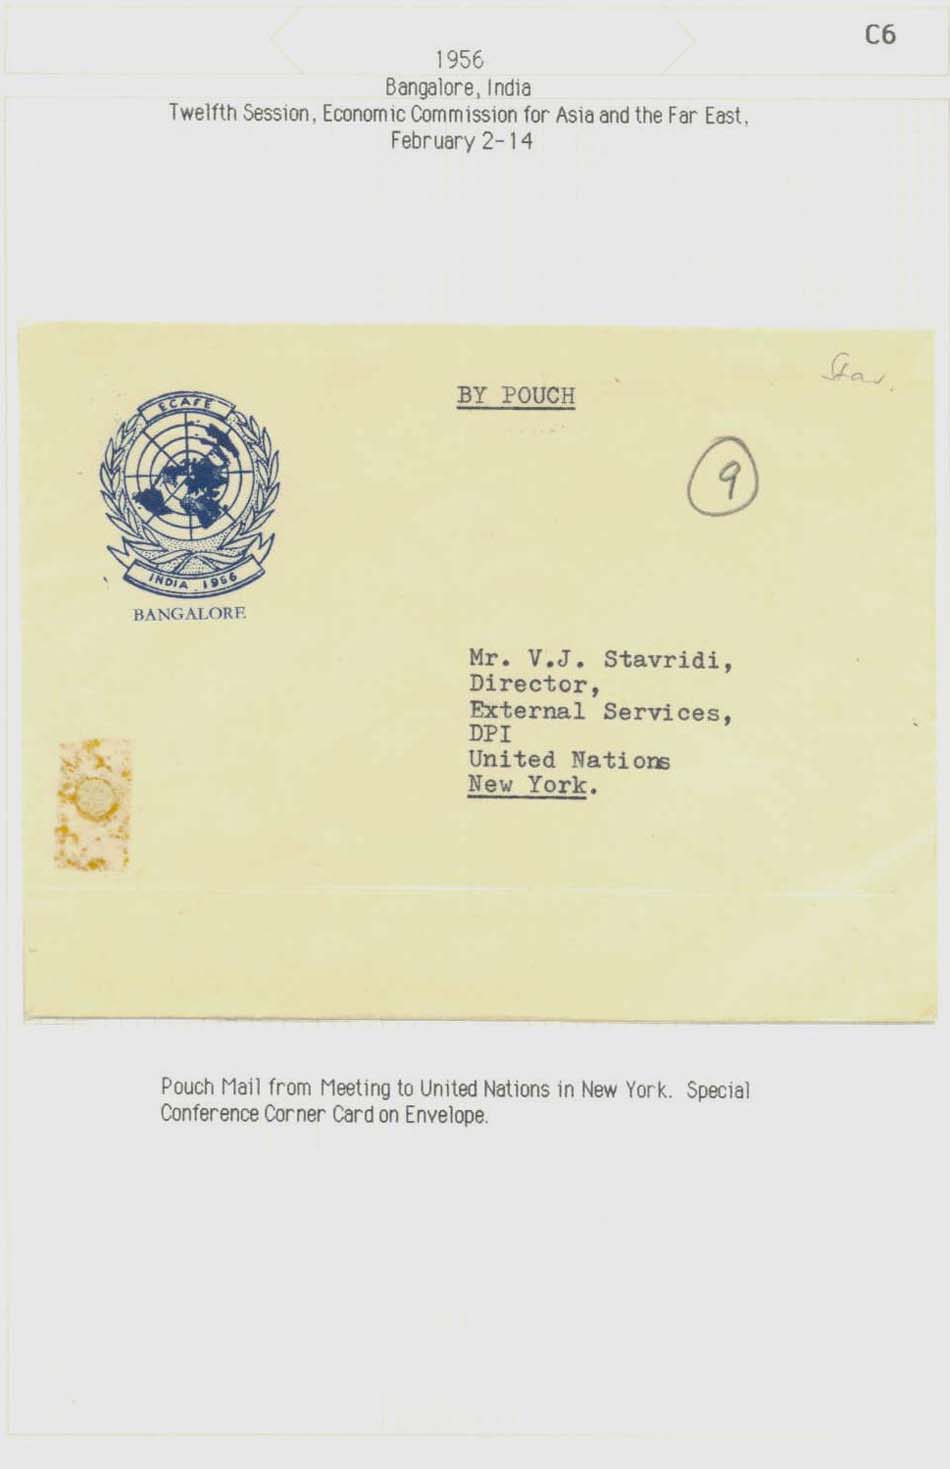 C6
1956
Bangalore, India
Twelfth Session, Economic Commission for Asia and the Far East,
February 2-14
Stav.
BY POUCH
ECAFE
9
INDIA 1956
BANGALORE
Mr. V.J. Stavridi,
Director,
External Services,
DPI
United Nations
New York.
Pouch Mail from Meeting to United Nations in New York. Special
Conference Corner Card on Envelope.